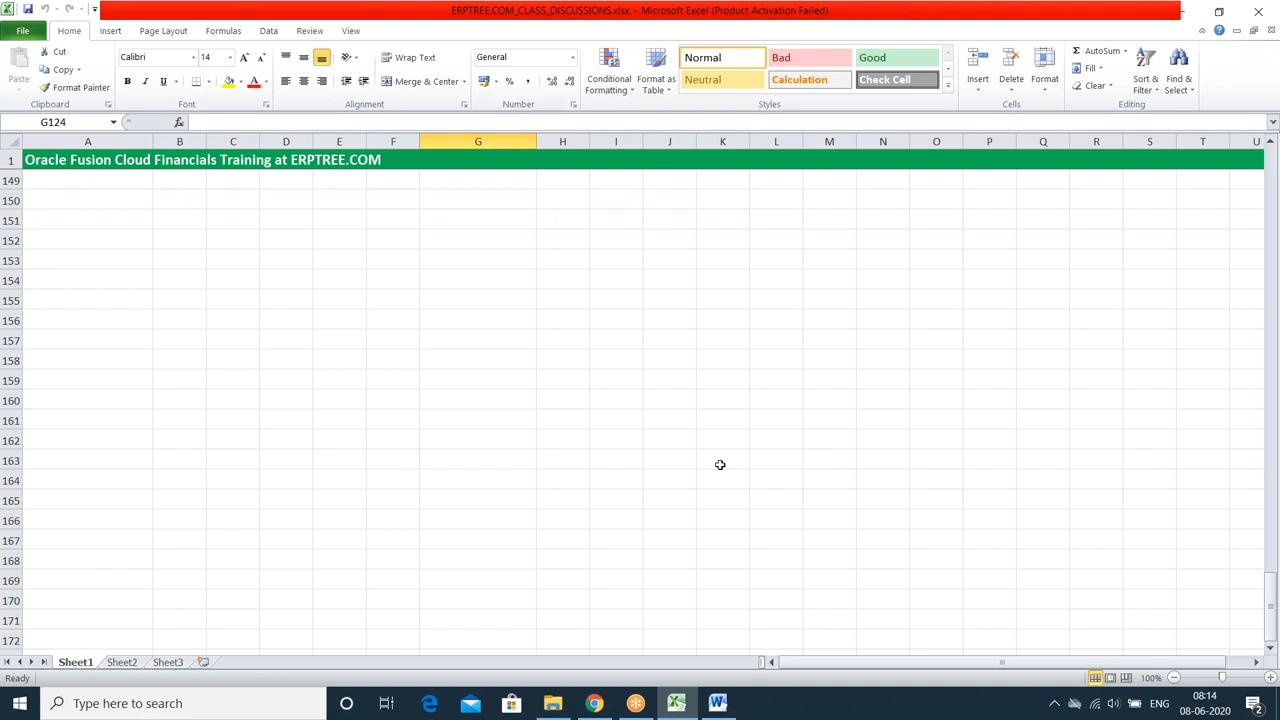 ERPTREE.COM_CLASS_DISCUSSIONS.xlsx - Microsoft Excel (Product Activation Failed)
File Home Insert Page Layout Formulas Data Review View
Paste
Cut
Copy
Format Painter
Clipboard
Calibri 14
B I U
A
Font
Wrap Text
Merge & Center
Alignment
General
% ,
Number
Conditional Formatting
Format as Table
Normal Bad Good
Neutral Calculation Check Cell
Styles
Insert Delete Format
Cells
AutoSum
Fill
Clear
Sort & Filter
Find & Select
Editing
G124 fx
A B C D E F G H I J K L M N O P Q R S T U
1 Oracle Fusion Cloud Financials Training at ERPTREE.COM
149
150
151
152
153
154
155
156
157
158
159
160
161
162
163
164
165
166
167
168
169
170
171
172
Sheet1 Sheet2 Sheet3
Ready 100%
Type here to search
ENG
08:14
08-06-2020
2